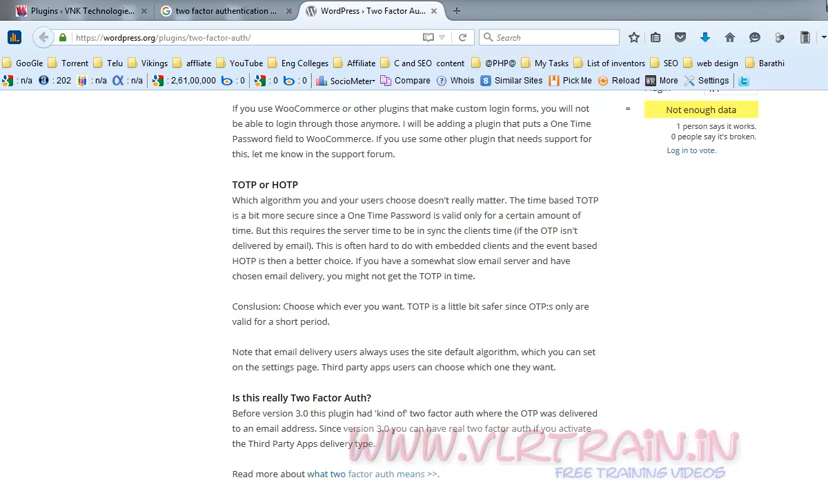 Plugins ‹ VNK Technologie...
two factor authentication ...
WordPress › Two Factor Au...
https://wordpress.org/plugins/two-factor-auth/
Search
GooGle
Torrent
Telu
Vikings
affliate
YouTube
Eng Colleges
Affiliate
C and SEO content
@PHP@
My Tasks
List of inventors
SEO
web design
Barathi
: n/a
: 202
: n/a
: n/a
: 2,61,00,000
: 0
: 0
: 0
SocioMeter
Compare
Whois
Similar Sites
Pick Me
Reload
More
Settings
If you use WooCommerce or other plugins that make custom login forms, you will not
be able to login through those anymore. I will be adding a plugin that puts a One Time
Password field to WooCommerce. If you use some other plugin that needs support for
this, let me know in the support forum.
=
Not enough data
1 person says it works.
0 people say it's broken.
Log in to vote.
TOTP or HOTP
Which algorithm you and your users choose doesn't really matter. The time based TOTP
is a bit more secure since a One Time Password is valid only for a certain amount of
time. But this requires the server time to be in sync the clients time (if the OTP isn't
delivered by email). This is often hard to do with embedded clients and the event based
HOTP is then a better choice. If you have a somewhat slow email server and have
chosen email delivery, you might not get the TOTP in time.
Conslusion: Choose which ever you want. TOTP is a little bit safer since OTP:s only are
valid for a short period.
Note that email delivery users always uses the site default algorithm, which you can set
on the settings page. Third party apps users can choose which one they want.
Is this really Two Factor Auth?
Before version 3.0 this plugin had 'kind of' two factor auth where the OTP was delivered
to an email address. Since version 3.0 you can have real two factor auth if you activate
the Third Party Apps delivery type.
Read more about what two factor auth means >>.
WWW.VLRTRAiN.iN
FREE TRAINING VIDEOS